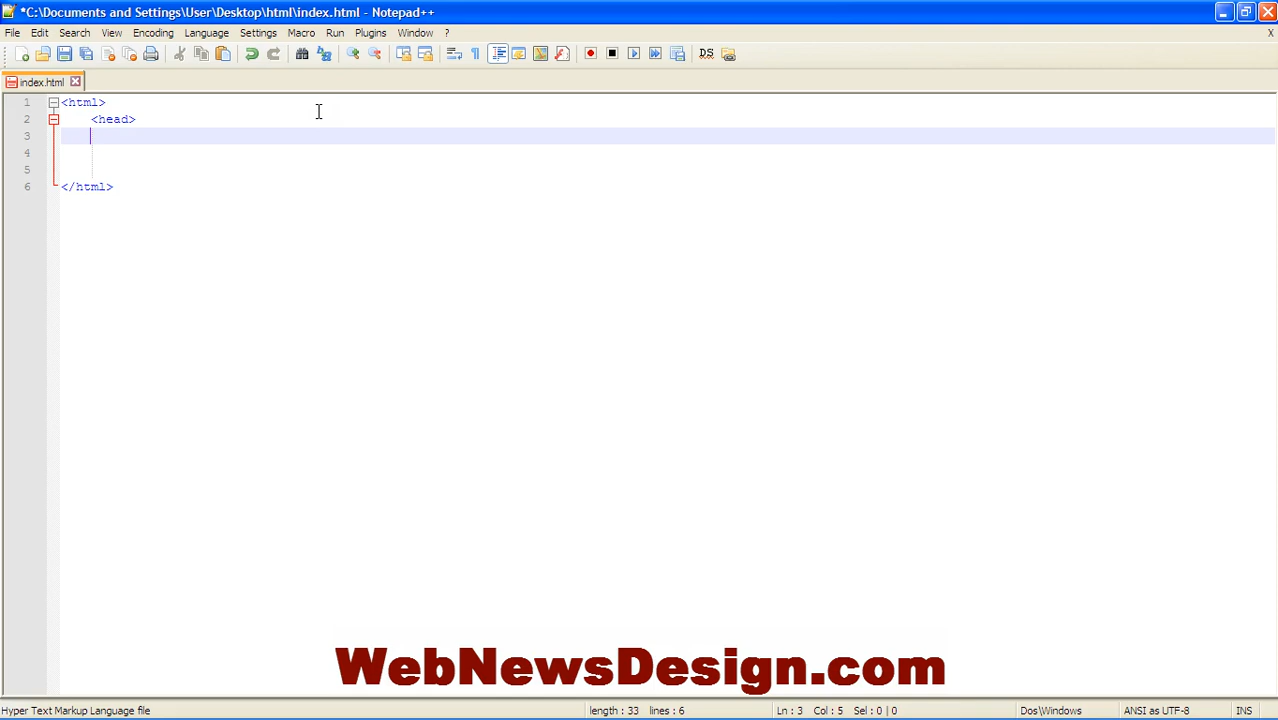 *C:\Documents and Settings\User\Desktop\html\index.html - Notepad++
File Edit Search View Encoding Language Settings Macro Run Plugins Window ? X
DS
index.html
1 <html>
2 <head>
3
4
5
6 </html>
WebNewsDesign.com
Hyper Text Markup Language file length : 33 lines : 6 Ln : 3 Col : 5 Sel : 0 | 0 Dos\Windows ANSI as UTF-8 INS